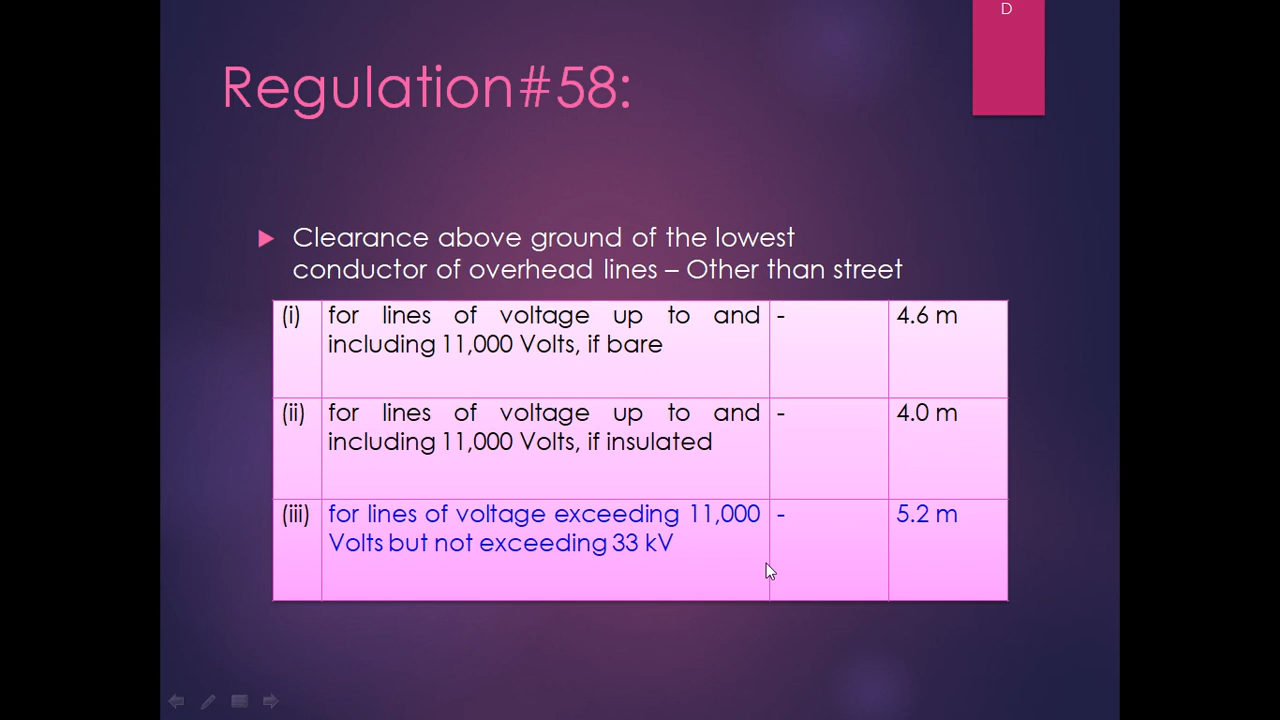 D
Regulation#58:
Clearance above ground of the lowest
conductor of overhead lines – Other than street
(i) for lines of voltage up to and - 4.6 m
including 11,000 Volts, if bare
(ii) for lines of voltage up to and - 4.0 m
including 11,000 Volts, if insulated
(iii) for lines of voltage exceeding 11,000 - 5.2 m
Volts but not exceeding 33 kV